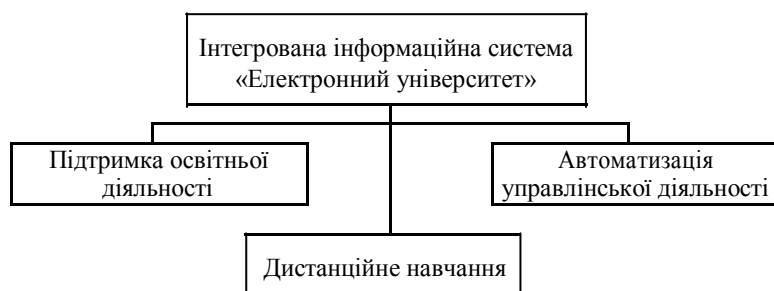 Інтегрована інформаційна система
«Електронний університет»
Підтримка освітньої
діяльності
Автоматизація
управлінської діяльності
Дистанційне навчання